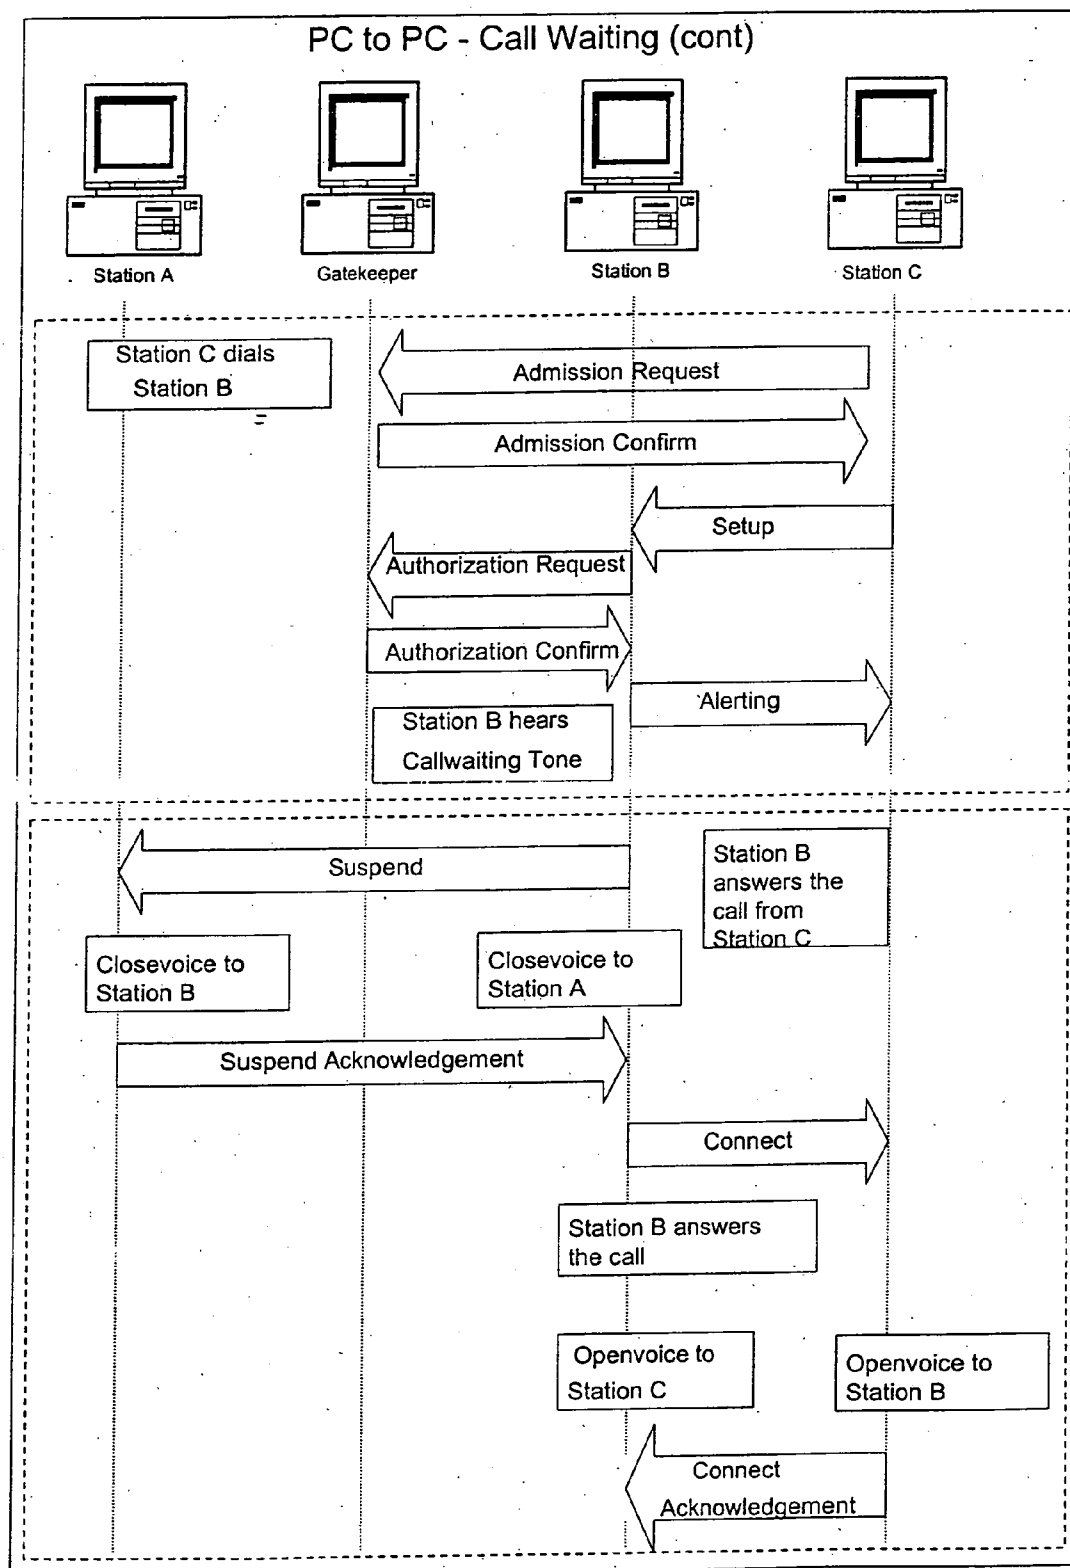 PC to PC - Call Waiting (cont)
Station A
Gatekeeper
Station B
Station C
Station C dials
Station B
Admission Request
Admission Confirm
Setup
Authorization Request
Authorization Confirm
Alerting
Station B hears
Callwaiting Tone
Suspend
Station B
answers the
call from
Station C
Closevoice to
Station B
Closevoice to
Station A
Suspend Acknowledgement
Connect
Station B answers
the call
Openvoice to
Station C
Openvoice to
Station B
Connect
Acknowledgement